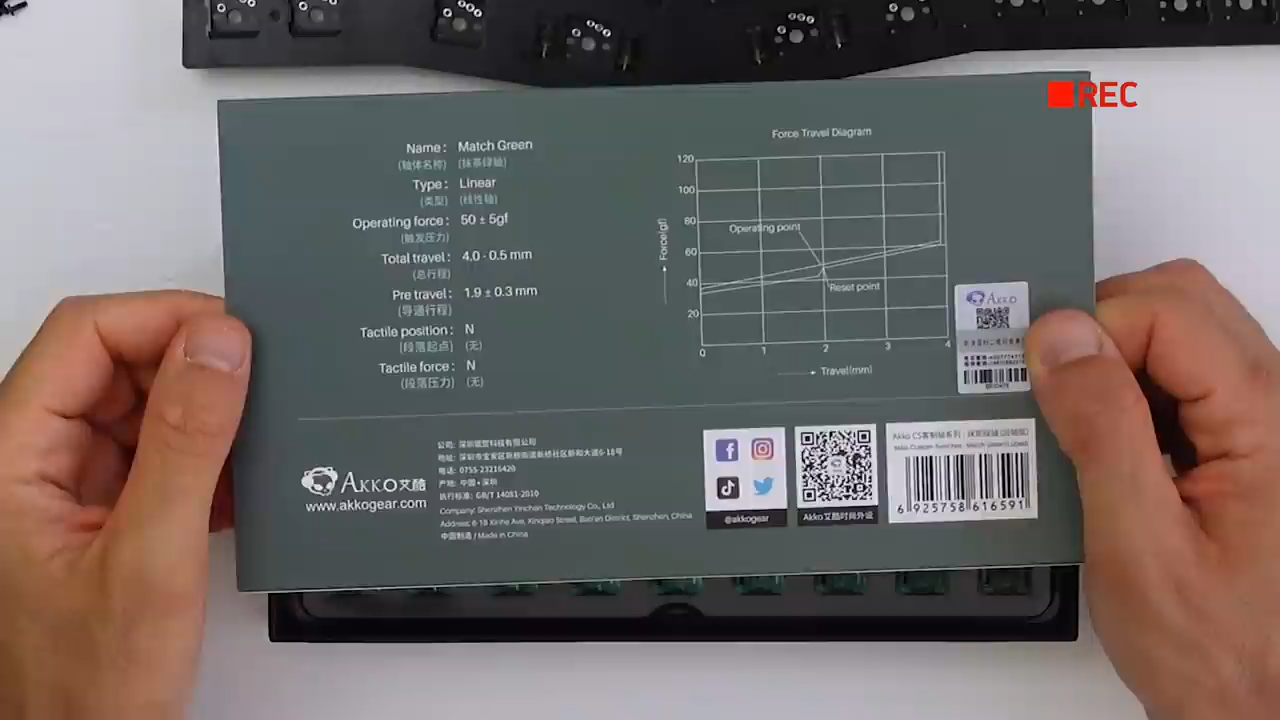 REC
Name: Match Green
(轴体名称) (抹茶绿轴)
Type: Linear
(类型) (线性轴)
Operating force: 50 ± 5gf
(触发压力)
Total travel: 4.0 - 0.5 mm
(总行程)
Pre travel: 1.9 ± 0.3 mm
(导通行程)
Tactile position: N
(段落起点) (无)
Tactile force: N
(段落压力) (无)
Force Travel Diagram
120
100
80
60
40
20
0 1 2 3 4
Force(gf)
Operating point
Reset point
Travel(mm)
AKKO
AKKO艾酷
www.akkogear.com
电话: 0755-23216420
产地: 中国 • 深圳
执行标准: GB/T 14081-2010
Company: Shenzhen Yinchen Technology Co., Ltd
Address: 6-18 Xinhe Ave, Xinqiao Street, Bao'an District, Shenzhen, China
中国制造 / Made in China
@akkogear
Akko艾酷时尚外设
6 925758 616591